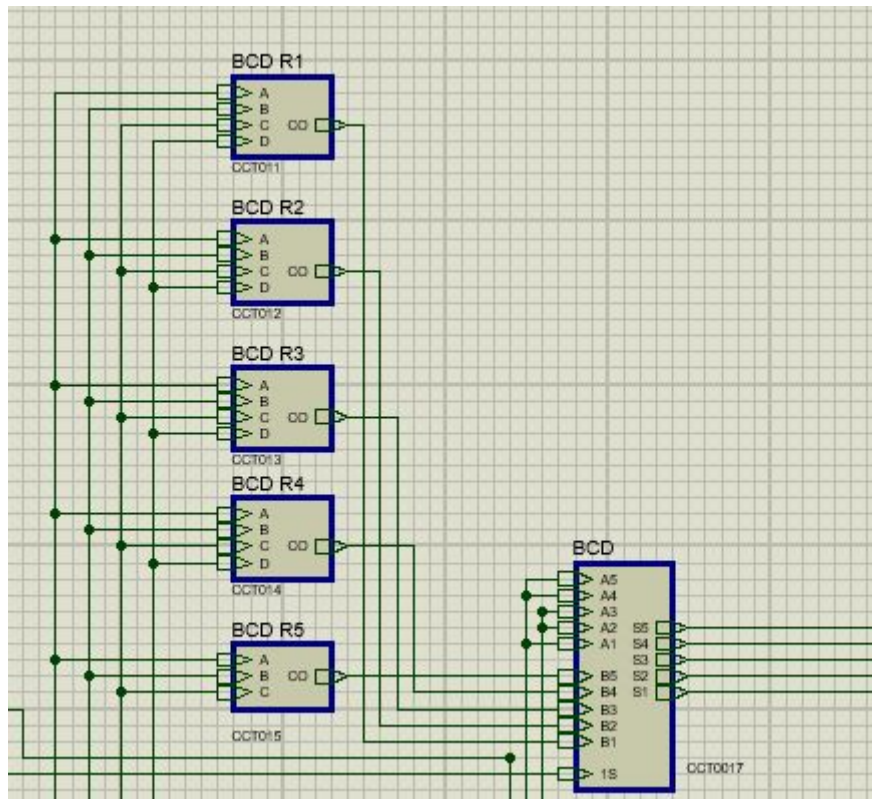 BCD R1
A
B
C CO
D
CCT011
BCD R2
A
B
C CO
D
CCT012
BCD R3
A
B
C CO
D
CCT013
BCD R4
A
B
C CO
D
CCT014
BCD R5
A
B CO
C
CCT015
BCD
A5
A4
A3
A2 S5
A1 S4
S3
B5 S2
B4 S1
B3
B2
B1
1S
CCT0017